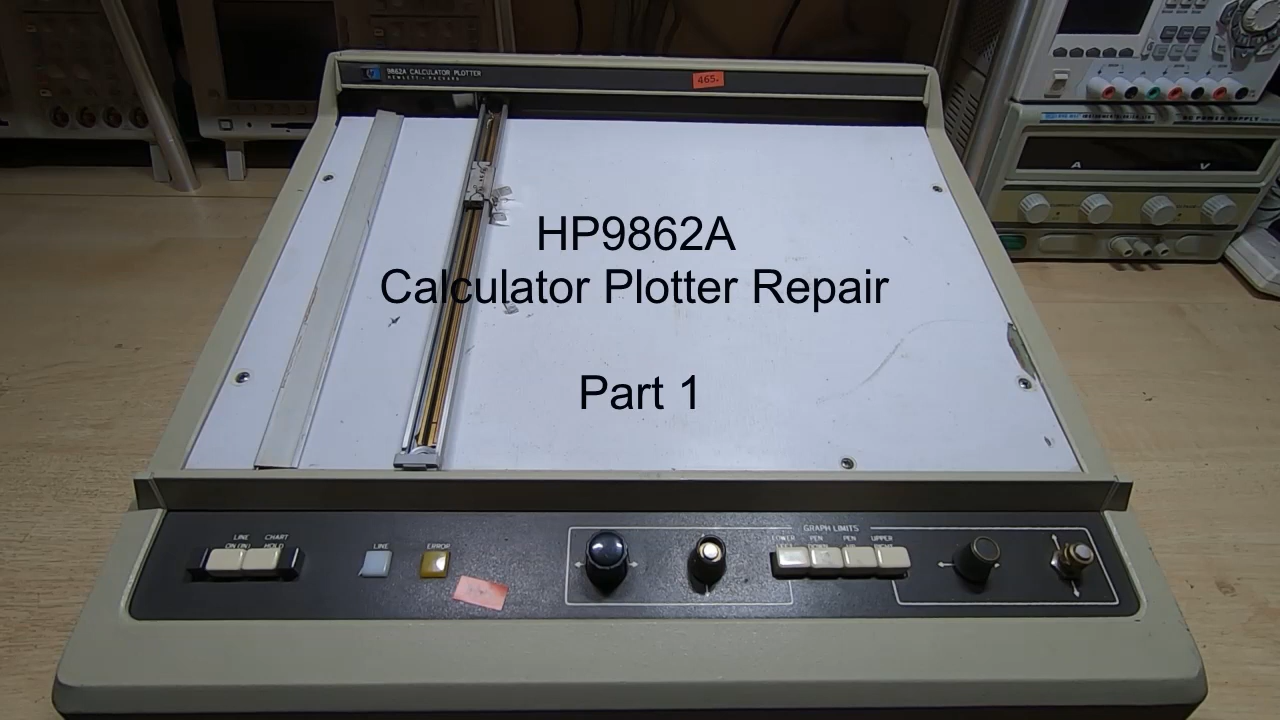 hp 9862A CALCULATOR PLOTTER
HEWLETT • PACKARD
465.
A V
HP9862A
Calculator Plotter Repair
Part 1
GRAPH LIMITS
LINE CHART
ON HOLD
LINE ERROR
LOWER PEN PEN UPPER